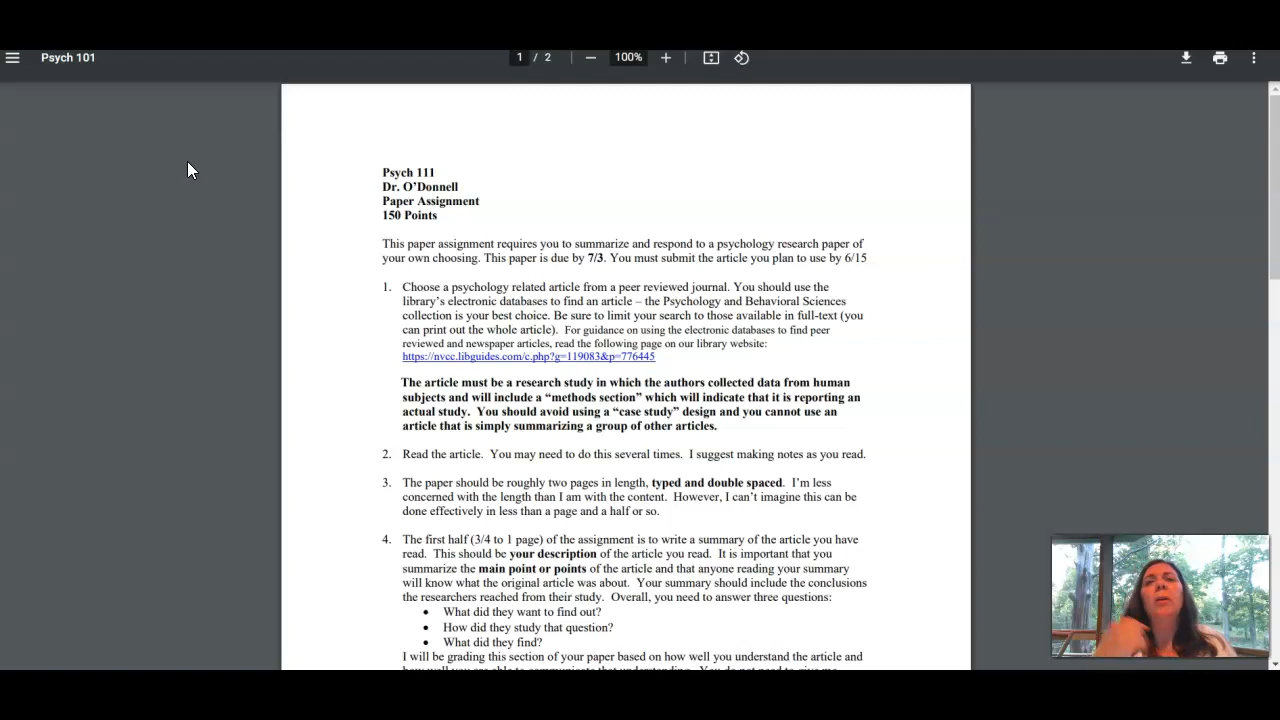 Psych 101
1 / 2
100%
Psych 111
Dr. O'Donnell
Paper Assignment
150 Points
This paper assignment requires you to summarize and respond to a psychology research paper of
your own choosing. This paper is due by 7/3. You must submit the article you plan to use by 6/15
1. Choose a psychology related article from a peer reviewed journal. You should use the
library's electronic databases to find an article – the Psychology and Behavioral Sciences
collection is your best choice. Be sure to limit your search to those available in full-text (you
can print out the whole article). For guidance on using the electronic databases to find peer
reviewed and newspaper articles, read the following page on our library website:
https://nvcc.libguides.com/c.php?g=119083&p=776445
The article must be a research study in which the authors collected data from human
subjects and will include a “methods section” which will indicate that it is reporting an
actual study. You should avoid using a “case study” design and you cannot use an
article that is simply summarizing a group of other articles.
2. Read the article. You may need to do this several times. I suggest making notes as you read.
3. The paper should be roughly two pages in length, typed and double spaced. I'm less
concerned with the length than I am with the content. However, I can't imagine this can be
done effectively in less than a page and a half or so.
4. The first half (3/4 to 1 page) of the assignment is to write a summary of the article you have
read. This should be your description of the article you read. It is important that you
summarize the main point or points of the article and that anyone reading your summary
will know what the original article was about. Your summary should include the conclusions
the researchers reached from their study. Overall, you need to answer three questions:
• What did they want to find out?
• How did they study that question?
• What did they find?
I will be grading this section of your paper based on how well you understand the article and
how well you are able to communicate that understanding. You do not need to give me